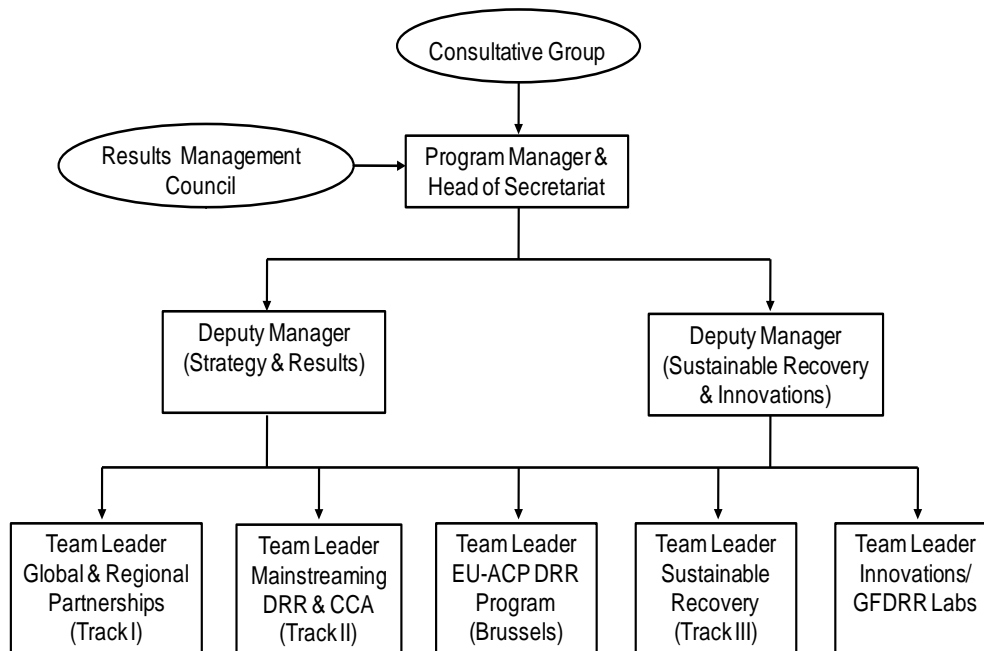 Consultative Group
Results Management
Council
Program Manager &
Head of Secretariat
Deputy Manager
(Strategy & Results)
Deputy Manager
(Sustainable Recovery
& Innovations)
Team Leader
Global & Regional
Partnerships
(Track I)
Team Leader
Mainstreaming
DRR & CCA
(Track II)
Team Leader
EU-ACP DRR
Program
(Brussels)
Team Leader
Sustainable
Recovery
(Track III)
Team Leader
Innovations/
GFDRR Labs